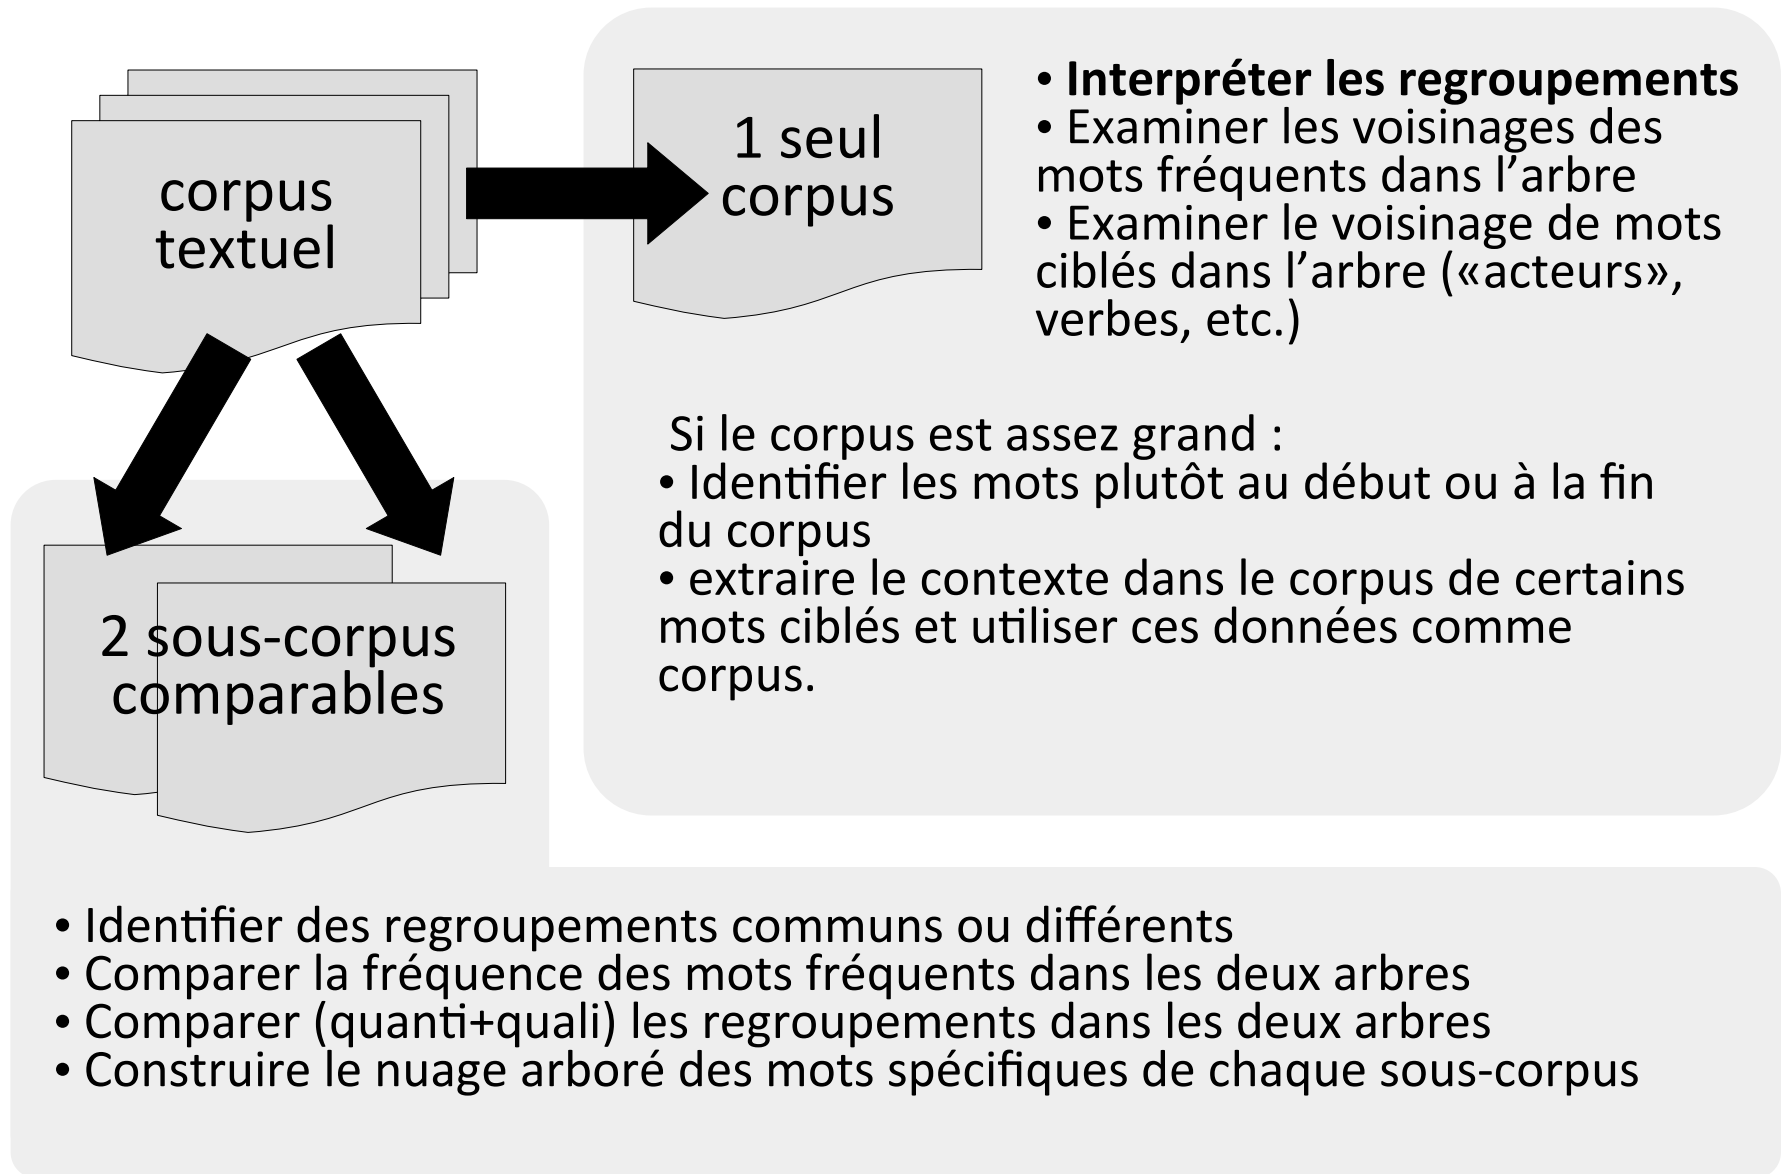 corpus
textuel
1 seul
corpus
• Interpréter les regroupements
• Examiner les voisinages des
mots fréquents dans l’arbre
• Examiner le voisinage de mots
ciblés dans l’arbre («acteurs»,
verbes, etc.)
Si le corpus est assez grand :
• Identifier les mots plutôt au début ou à la fin
du corpus
• extraire le contexte dans le corpus de certains
mots ciblés et utiliser ces données comme
corpus.
2 sous-corpus
comparables
• Identifier des regroupements communs ou différents
• Comparer la fréquence des mots fréquents dans les deux arbres
• Comparer (quanti+quali) les regroupements dans les deux arbres
• Construire le nuage arboré des mots spécifiques de chaque sous-corpus